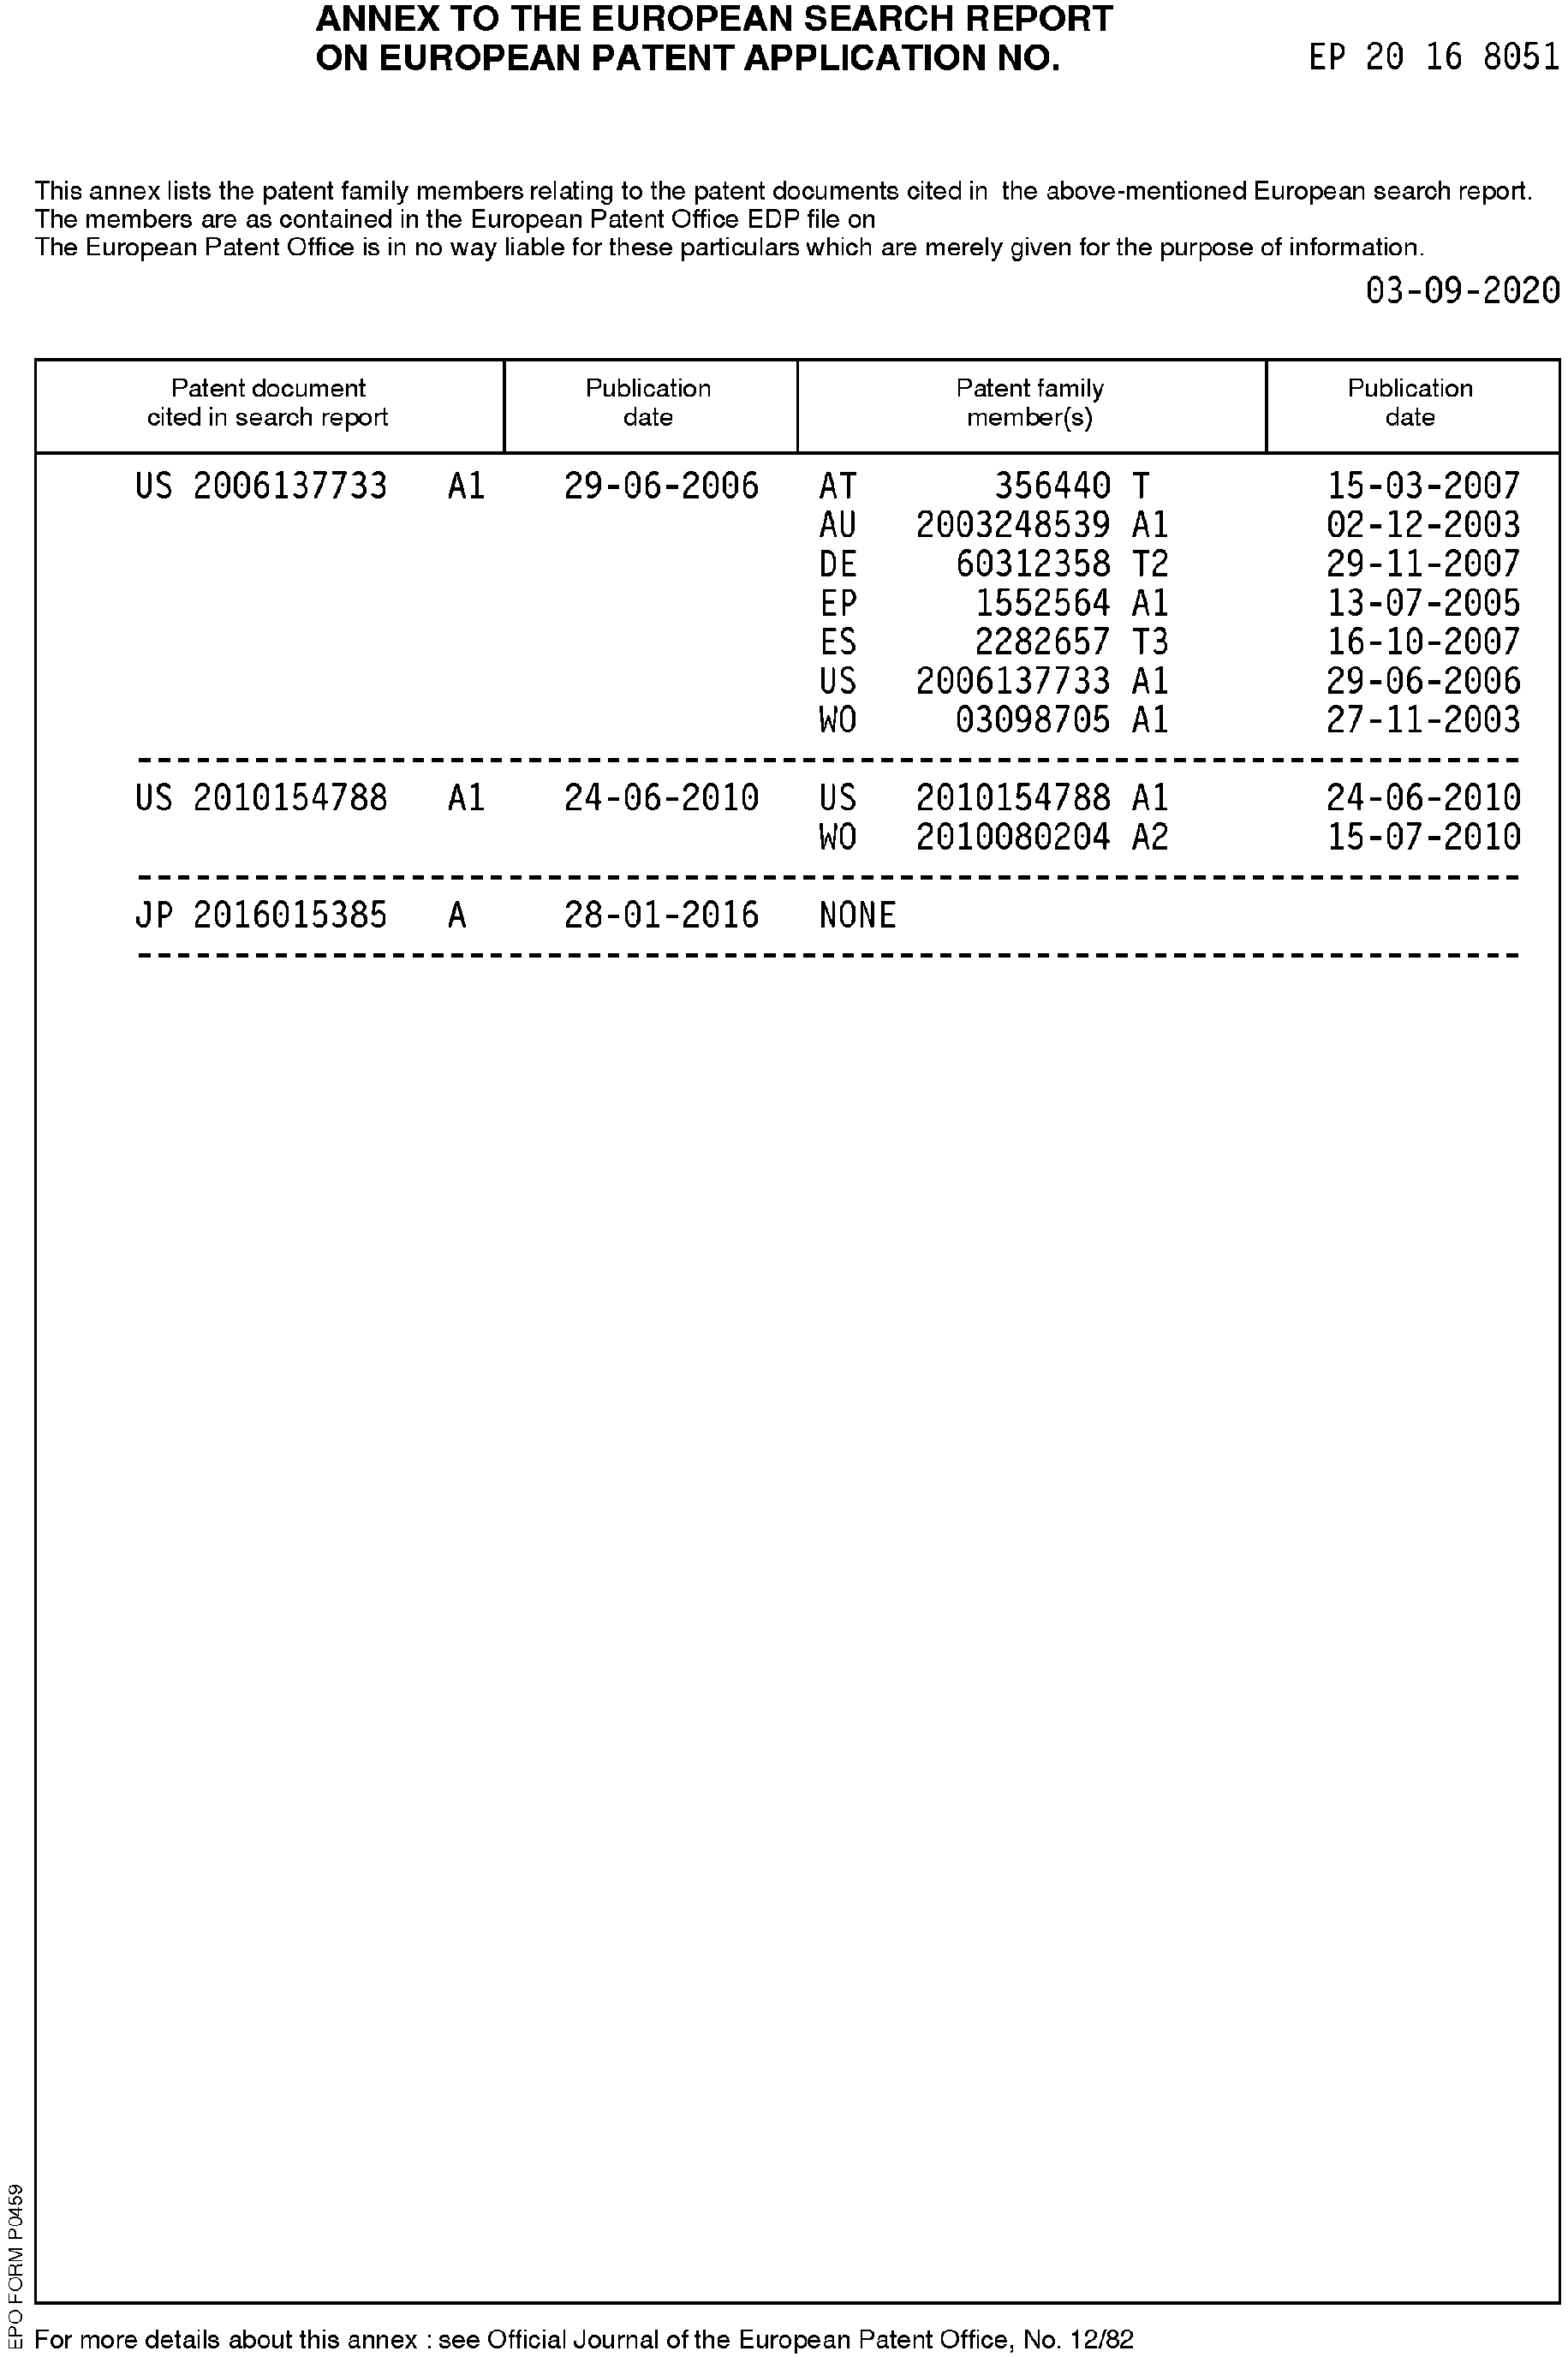 ANNEX TO THE EUROPEAN SEARCH REPORT
ON EUROPEAN PATENT APPLICATION NO. EP 20 16 8051
This annex lists the patent family members relating to the patent documents cited in the above-mentioned European search report.
The members are as contained in the European Patent Office EDP file on
The European Patent Office is in no way liable for these particulars which are merely given for the purpose of information.
03-09-2020
Patent document Publication Patent family Publication
cited in search report date member(s) date
US 2006137733 A1 29-06-2006 AT 356440 T 15-03-2007
AU 2003248539 A1 02-12-2003
DE 60312358 T2 29-11-2007
EP 1552564 A1 13-07-2005
ES 2282657 T3 16-10-2007
US 2006137733 A1 29-06-2006
WO 03098705 A1 27-11-2003
US 2010154788 A1 24-06-2010 US 2010154788 A1 24-06-2010
WO 2010080204 A2 15-07-2010
JP 2016015385 A 28-01-2016 NONE
EPO FORM P0459
For more details about this annex : see Official Journal of the European Patent Office, No. 12/82